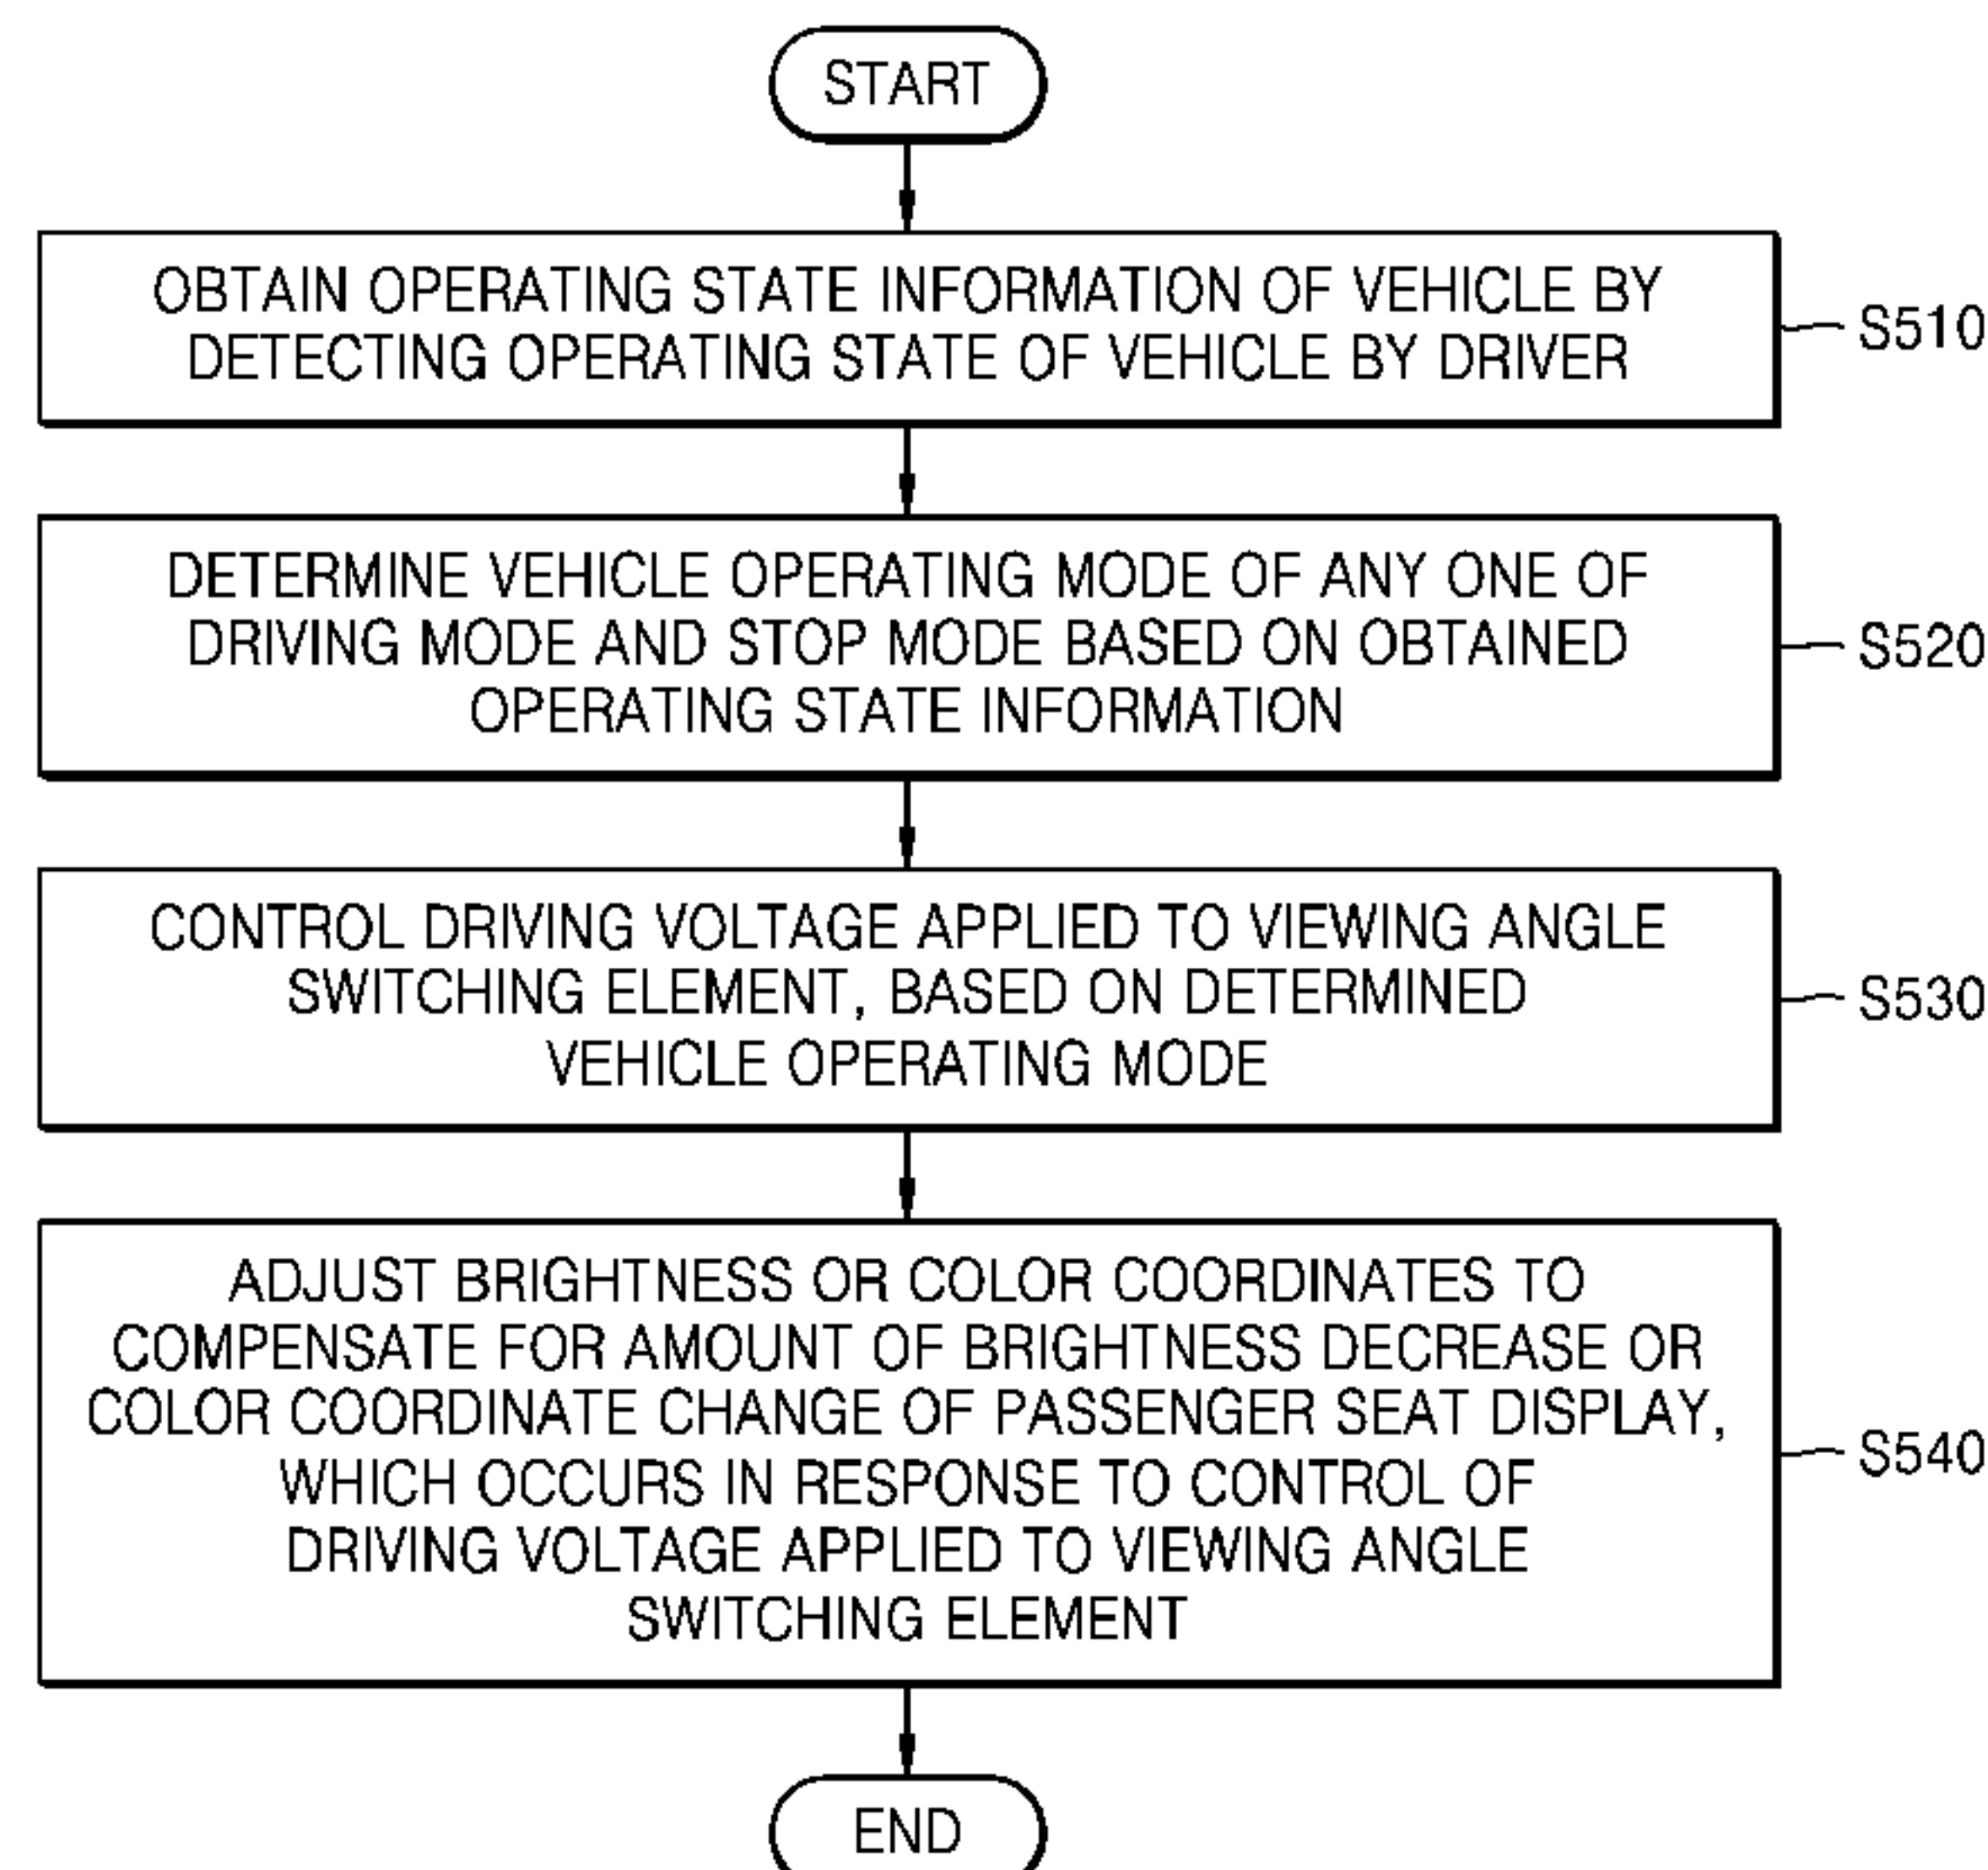 START
OBTAIN OPERATING STATE INFORMATION OF VEHICLE BY
DETECTING OPERATING STATE OF VEHICLE BY DRIVER
S510
DETERMINE VEHICLE OPERATING MODE OF ANY ONE OF
DRIVING MODE AND STOP MODE BASED ON OBTAINED
OPERATING STATE INFORMATION
S520
CONTROL DRIVING VOLTAGE APPLIED TO VIEWING ANGLE
SWITCHING ELEMENT, BASED ON DETERMINED
VEHICLE OPERATING MODE
S530
ADJUST BRIGHTNESS OR COLOR COORDINATES TO
COMPENSATE FOR AMOUNT OF BRIGHTNESS DECREASE OR
COLOR COORDINATE CHANGE OF PASSENGER SEAT DISPLAY,
WHICH OCCURS IN RESPONSE TO CONTROL OF
DRIVING VOLTAGE APPLIED TO VIEWING ANGLE
SWITCHING ELEMENT
S540
END